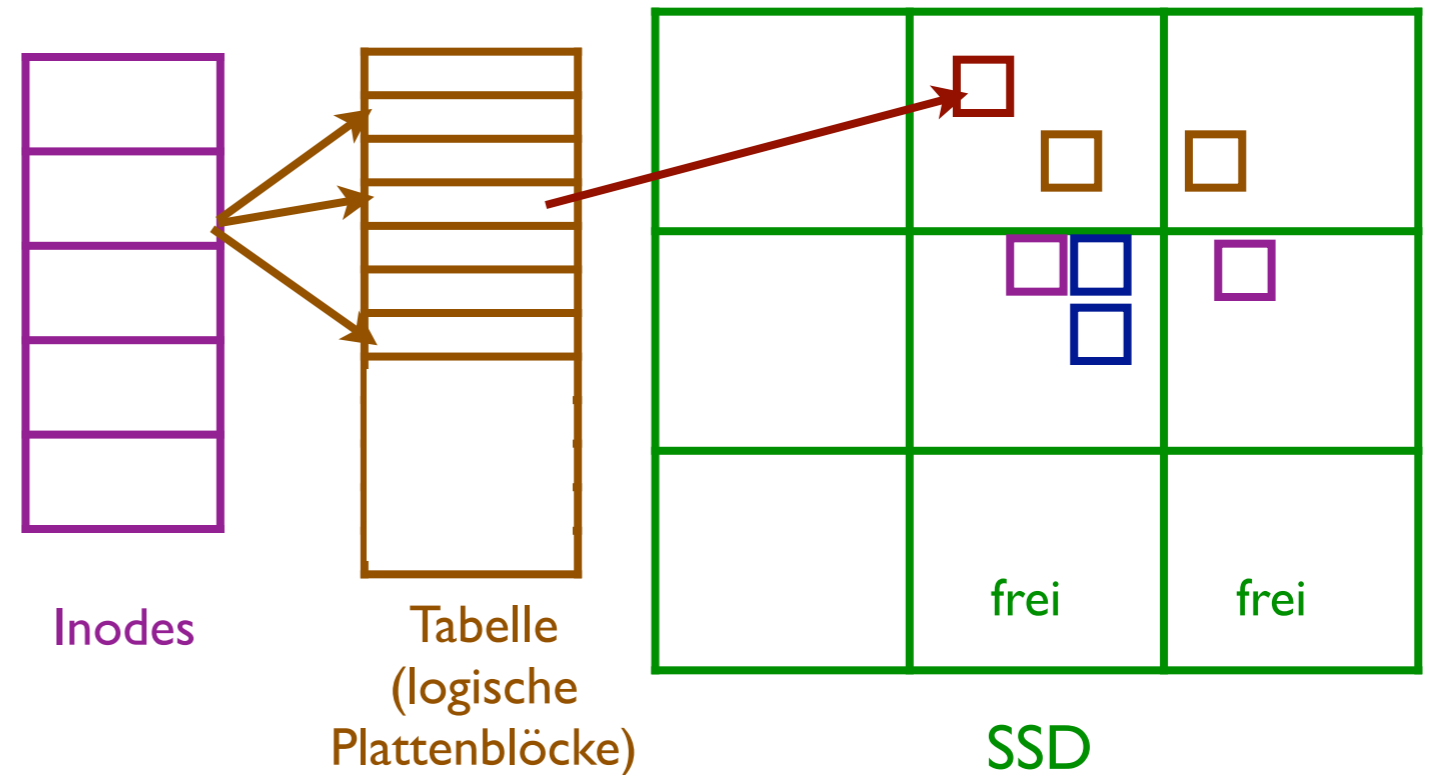 Inodes
Tabelle
(logische
Plattenblöcke)
frei
frei
SSD